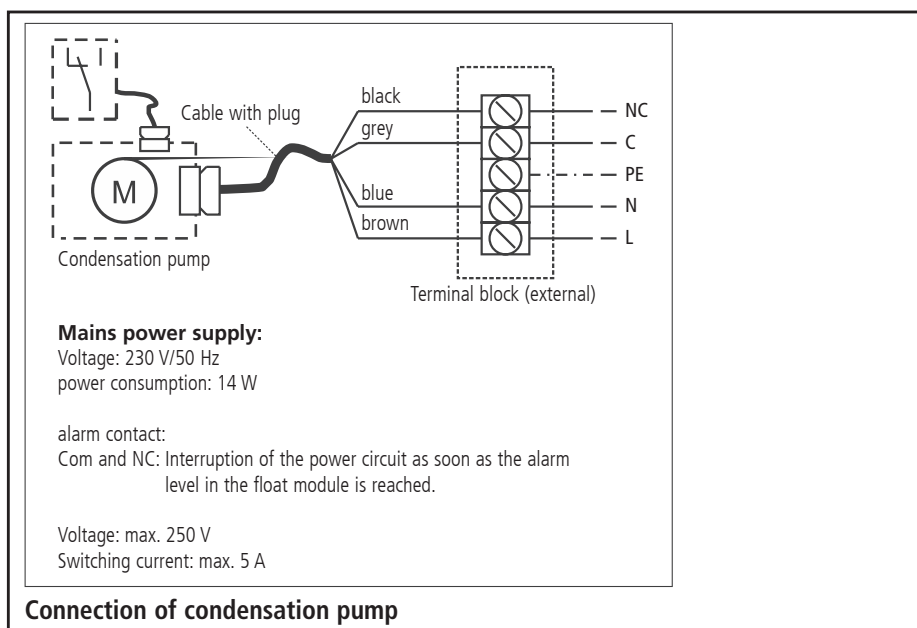 black
NC
Cable with plug
grey
C
M
PE
blue
N
brown
L
Condensation pump
Terminal block (external)
Mains power supply:
Voltage: 230 V/50 Hz
power consumption: 14 W
alarm contact:
Com and NC: Interruption of the power circuit as soon as the alarm
level in the float module is reached.
Voltage: max. 250 V
Switching current: max. 5 A
Connection of condensation pump